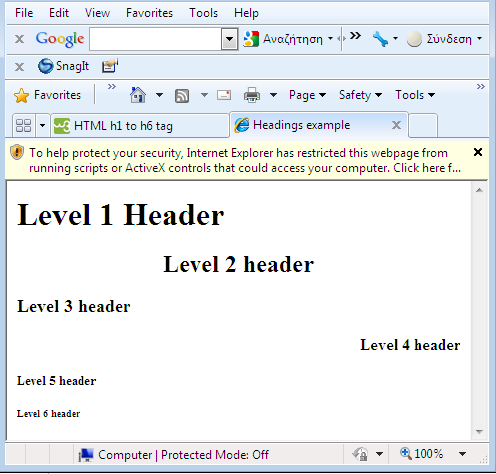 File Edit View Favorites Tools Help
x Google Αναζήτηση » Σύνδεση
x SnagIt
Favorites » Page Safety Tools »
HTML h1 to h6 tag Headings example x
To help protect your security, Internet Explorer has restricted this webpage from
running scripts or ActiveX controls that could access your computer. Click here f...
Level 1 Header
Level 2 header
Level 3 header
Level 4 header
Level 5 header
Level 6 header
Computer | Protected Mode: Off 100%